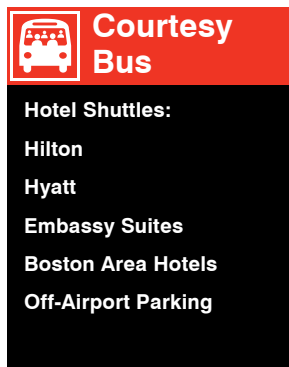 Courtesy
Bus
Hotel Shuttles:
Hilton
Hyatt
Embassy Suites
Boston Area Hotels
Off-Airport Parking